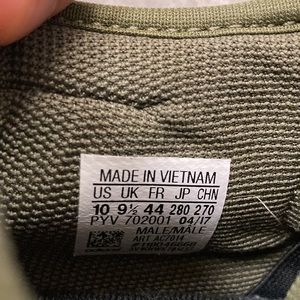 MADE IN VIETNAM
US UK FR JP CHN
10 9½ 44 280 270
PYV 702001 04/17
MALE/MALE
ART AC7011